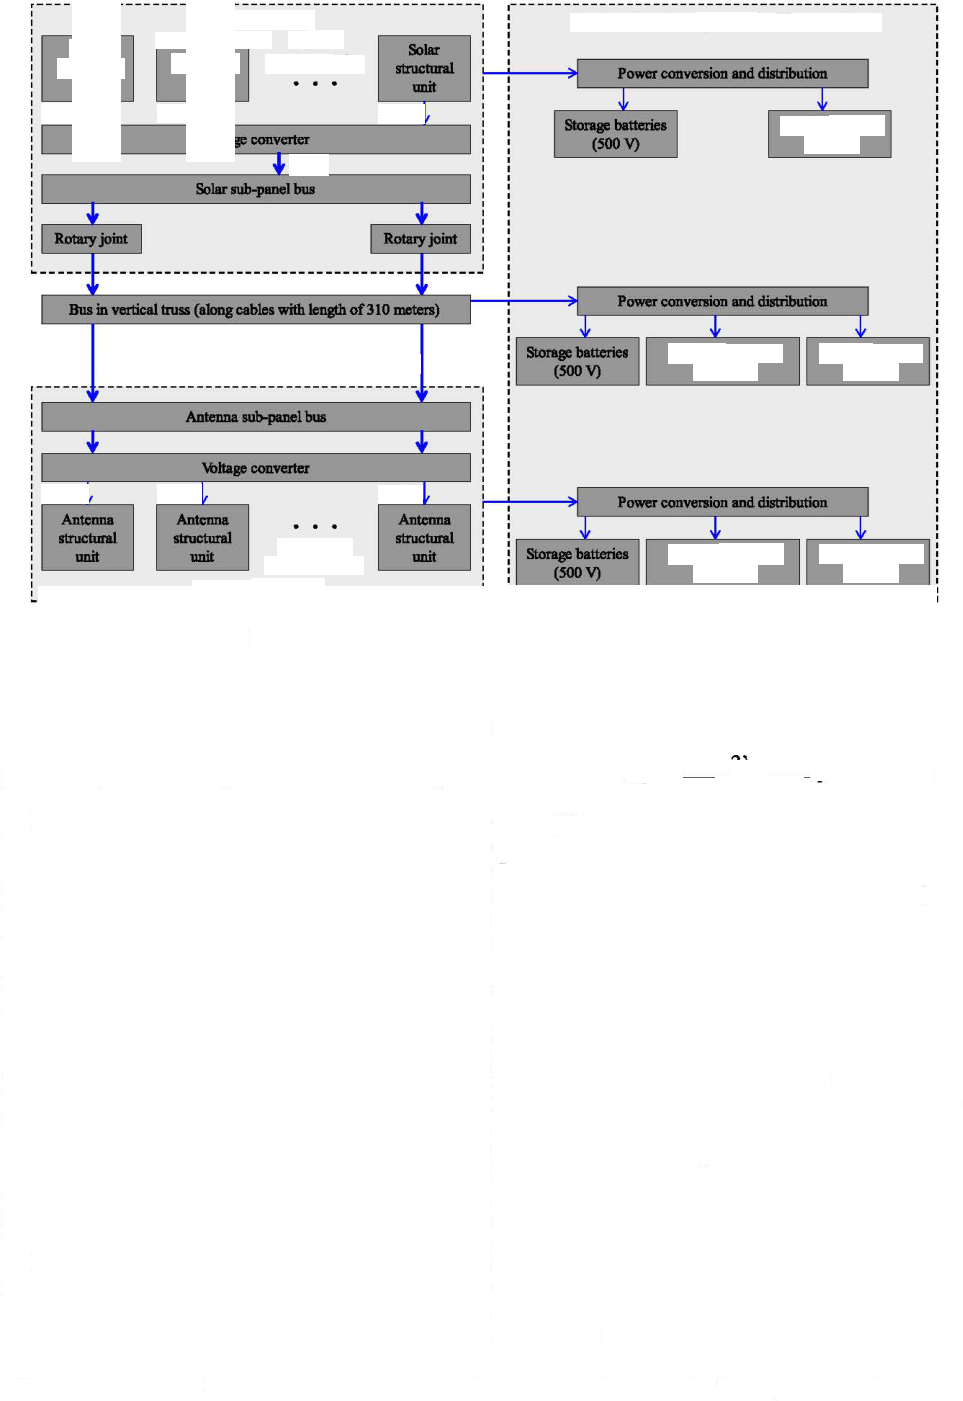 Solar
structural
unit
Power conversion and distribution
Storage batteries
(500 V)
converter
Solar sub-panel bus
Rotary joint
Rotary joint
Bus in vertical truss (along cables with length of 310 meters)
Power conversion and distribution
Storage batteries
(500 V)
Antenna sub-panel bus
Voltage converter
Antenna
structural
unit
Antenna
structural
unit
. . .
Antenna
structural
unit
Power conversion and distribution
Storage batteries
(500 V)